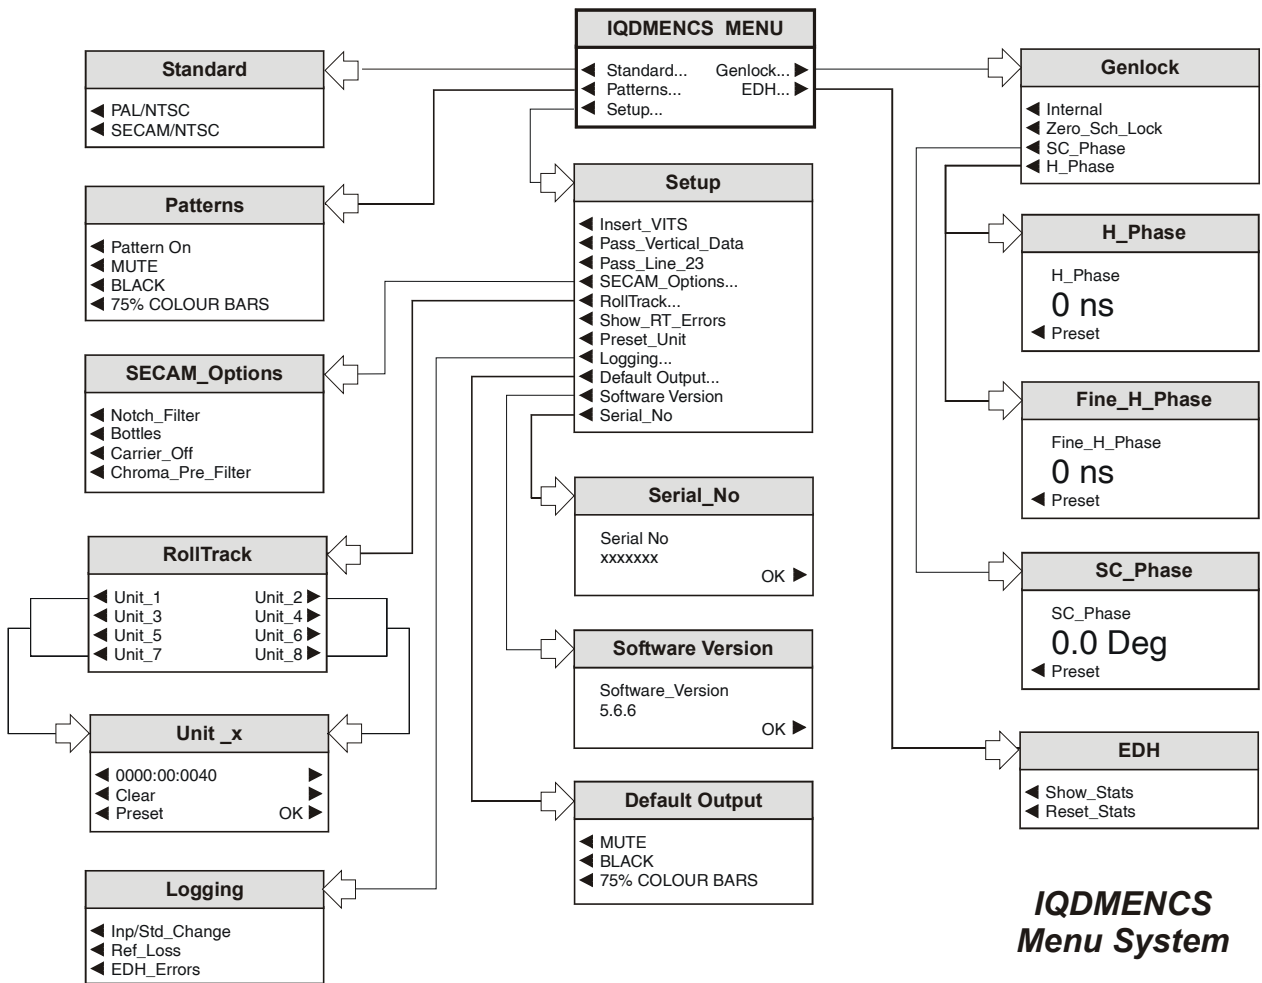 IQDMENCS MENU
Standard... Genlock...
Patterns... EDH...
Setup...
Standard
PAL/NTSC
SECAM/NTSC
Patterns
Pattern On
MUTE
BLACK
75% COLOUR BARS
SECAM_Options
Notch_Filter
Bottles
Carrier_Off
Chroma_Pre_Filter
RollTrack
Unit_1 Unit_2
Unit_3 Unit_4
Unit_5 Unit_6
Unit_7 Unit_8
Unit _x
0000:00:0040
Clear
Preset OK
Logging
Inp/Std_Change
Ref_Loss
EDH_Errors
Setup
Insert_VITS
Pass_Vertical_Data
Pass_Line_23
SECAM_Options...
RollTrack...
Show_RT_Errors
Preset_Unit
Logging...
Default Output...
Software Version
Serial_No
Serial_No
Serial No
xxxxxxx
OK
Software Version
Software_Version
5.6.6
OK
Default Output
MUTE
BLACK
75% COLOUR BARS
Genlock
Internal
Zero_Sch_Lock
SC_Phase
H_Phase
H_Phase
H_Phase
0 ns
Preset
Fine_H_Phase
Fine_H_Phase
0 ns
Preset
SC_Phase
SC_Phase
0.0 Deg
Preset
EDH
Show_Stats
Reset_Stats
IQDMENCS
Menu System